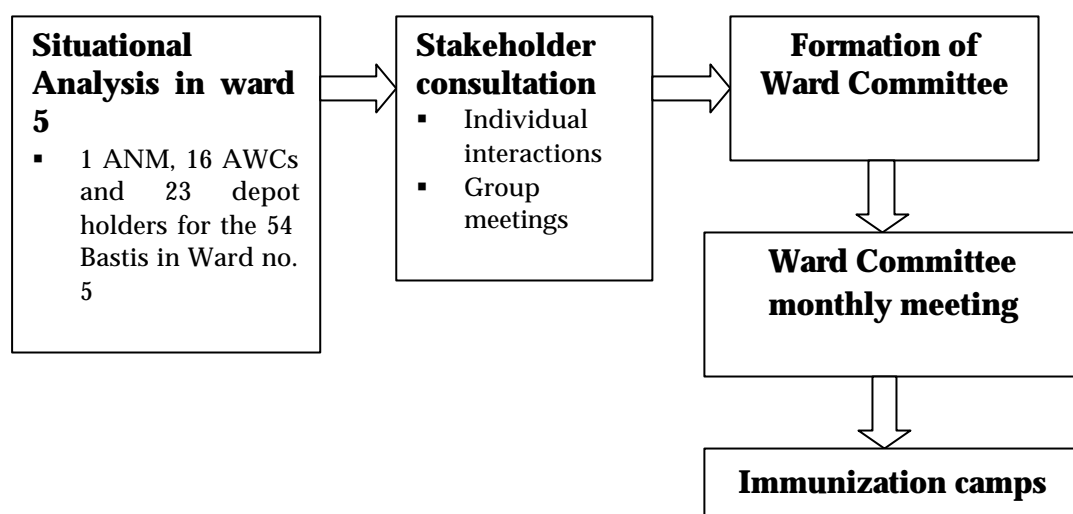 Situational
Analysis in ward
5
▪ 1 ANM, 16 AWCs
and 23 depot
holders for the 54
Bastis in Ward no.
5
Stakeholder
consultation
▪ Individual
interactions
▪ Group
meetings
Formation of
Ward Committee
Ward Committee
monthly meeting
Immunization camps